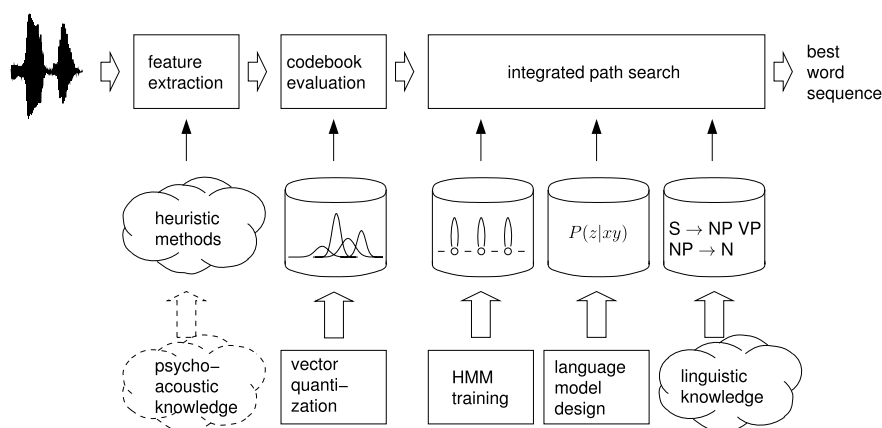 feature
extraction
codebook
evaluation
integrated path search
best
word
sequence
heuristic
methods
P(z|xy)
S → NP VP
NP → N
psycho–
acoustic
knowledge
vector
quanti–
zation
HMM
training
language
model
design
linguistic
knowledge